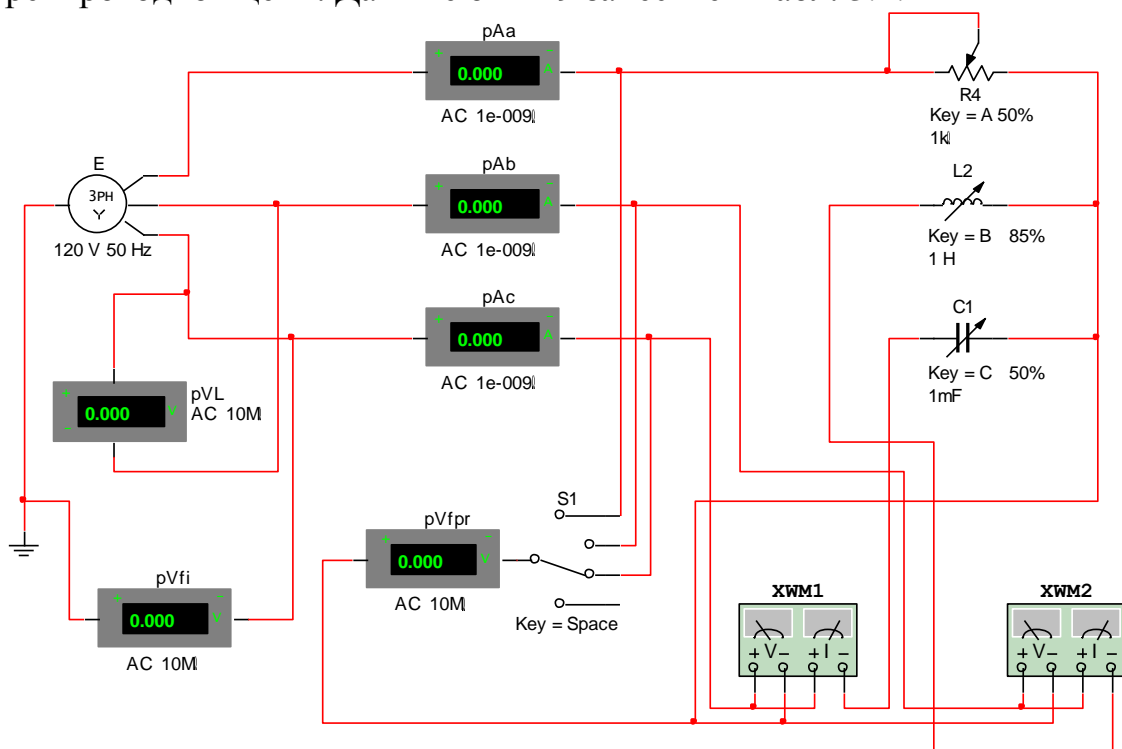 pAa
+ −
0.000 A
AC 1e-009
R4
Key = A 50%
1k
E
3PH
Y
120 V 50 Hz
pAb
+ −
0.000 A
AC 1e-009
L2
Key = B 85%
1 H
pAc
+ −
0.000 A
AC 1e-009
C1
Key = C 50%
1mF
pVL
+ −
0.000 V
AC 10M
S1
pVfpr
+ −
0.000 V
AC 10M
Key = Space
pVfi
+ −
0.000 V
AC 10M
XWM1
+ V − + I −
XWM2
+ V − + I −